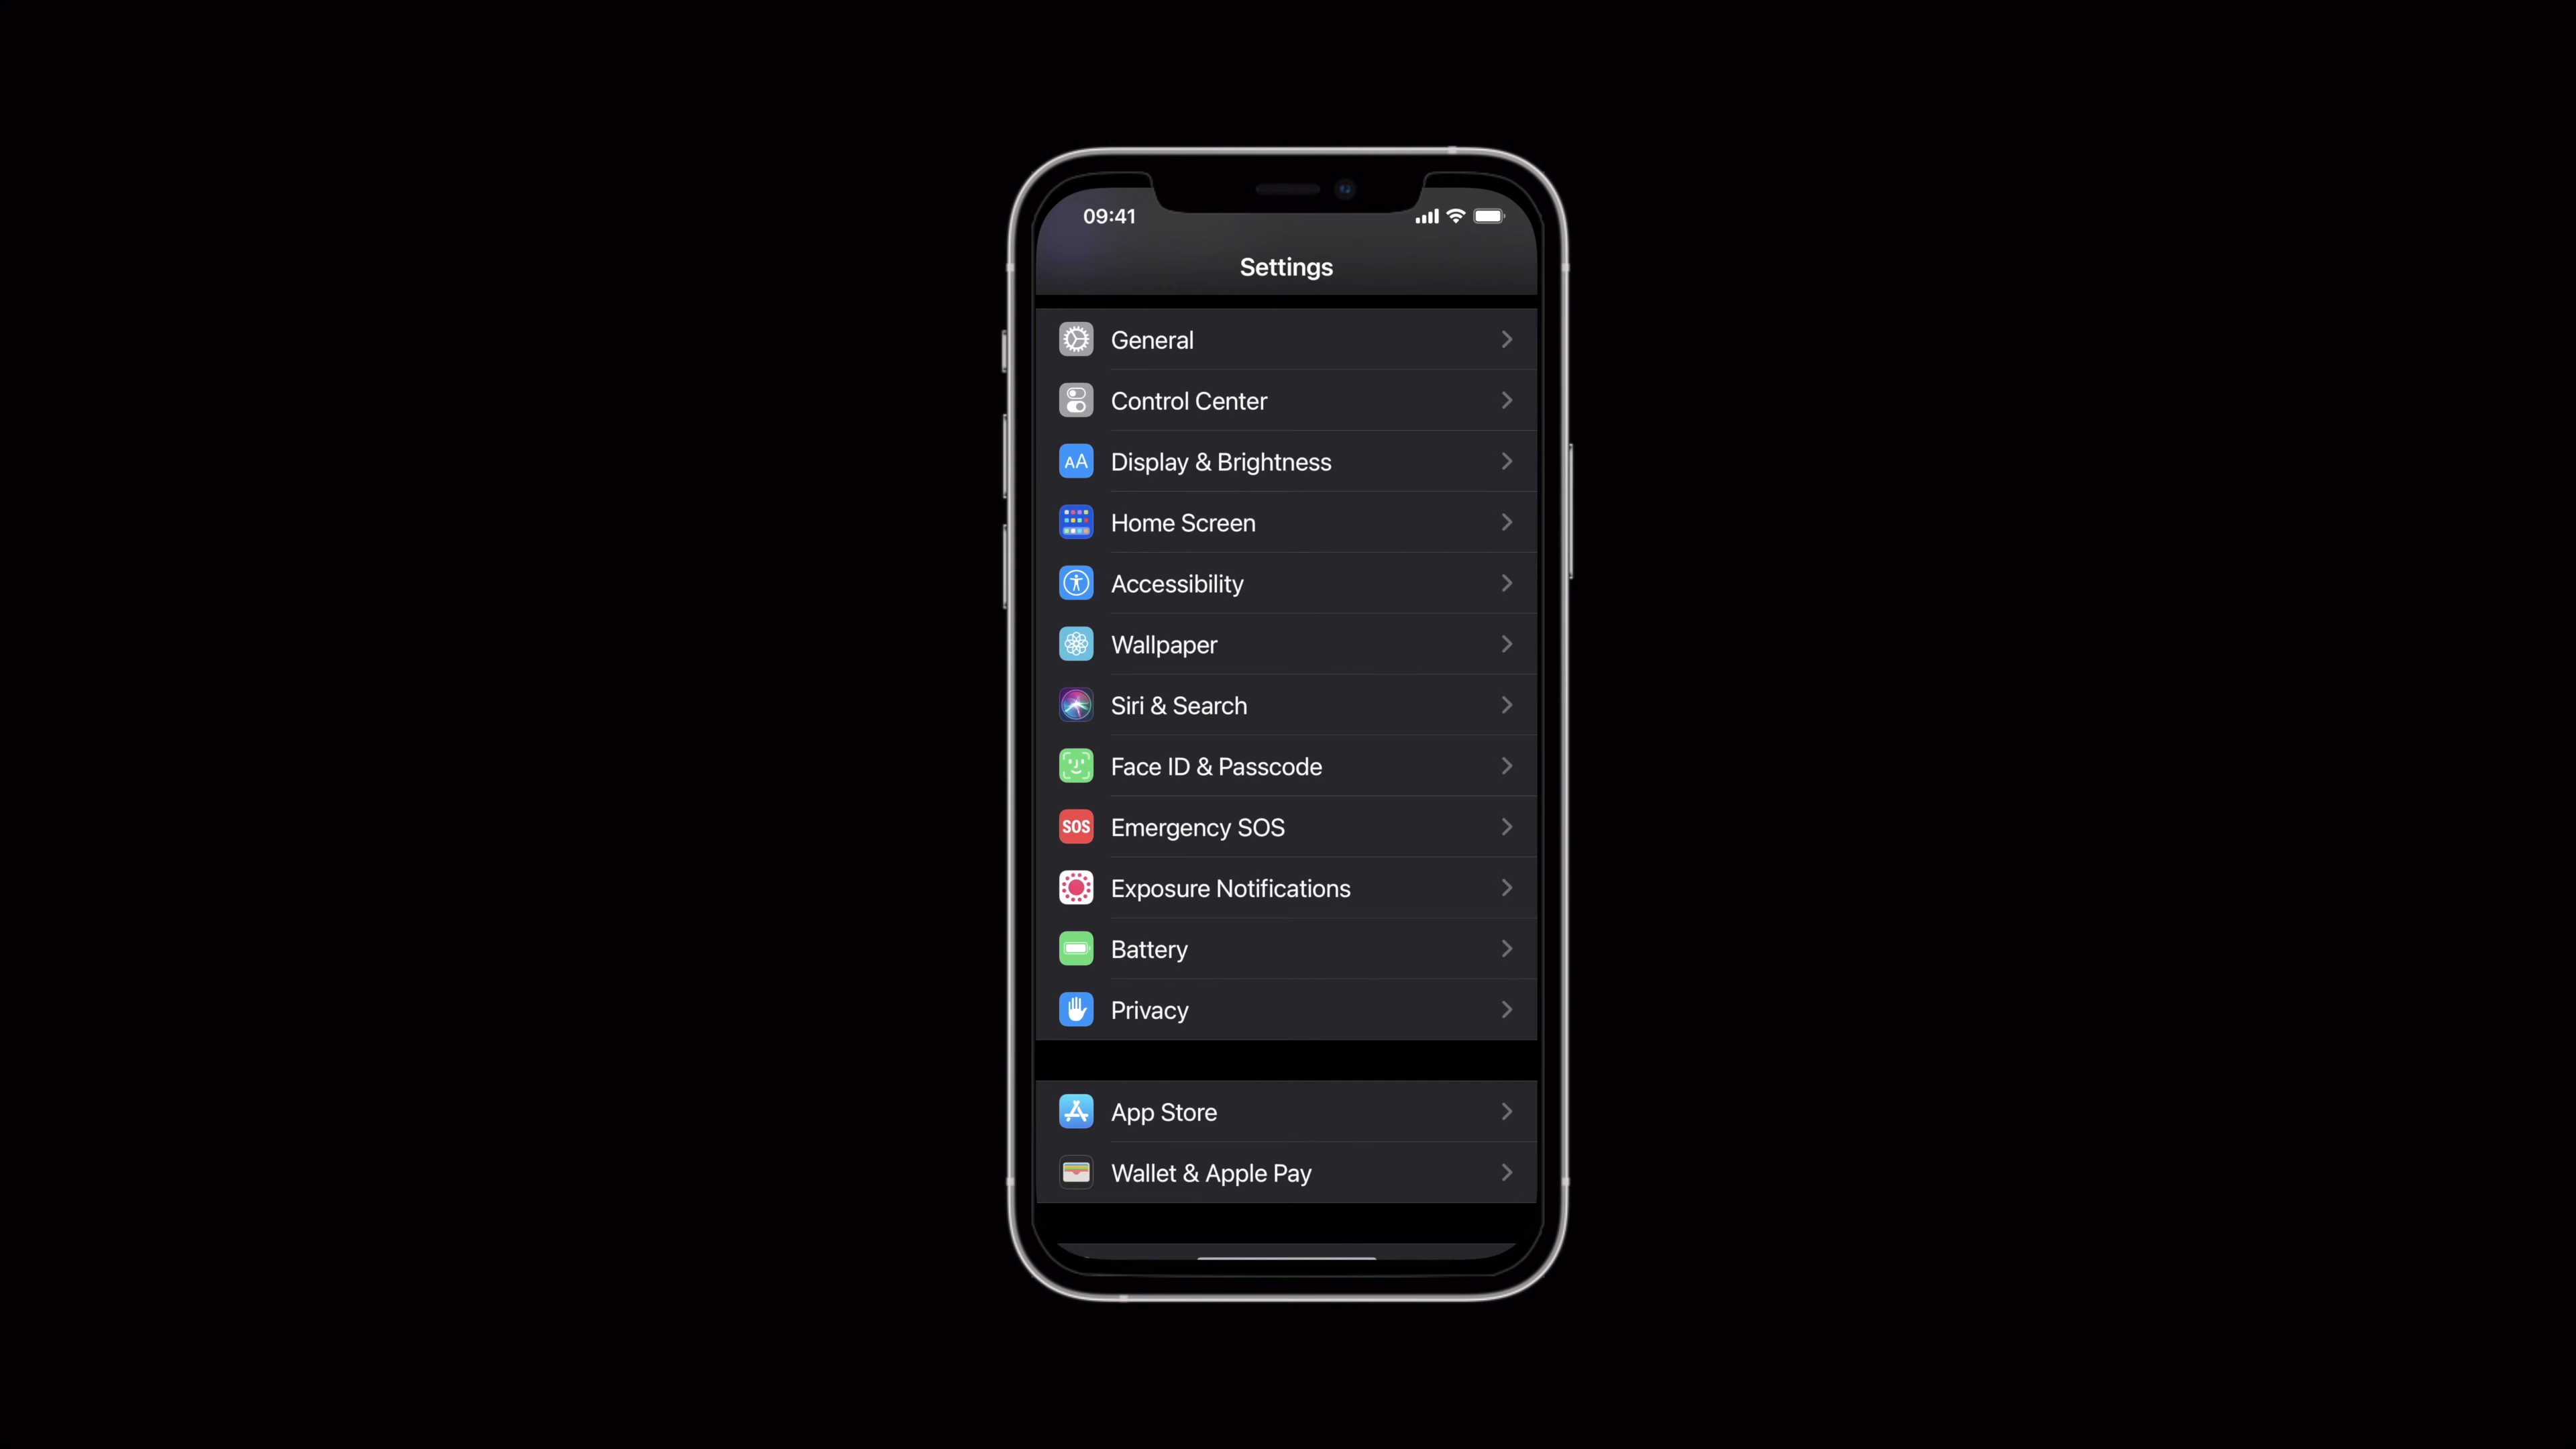 09:41
Settings
General
Control Center
AA Display & Brightness
Home Screen
Accessibility
Wallpaper
Siri & Search
Face ID & Passcode
SOS Emergency SOS
Exposure Notifications
Battery
Privacy
App Store
Wallet & Apple Pay